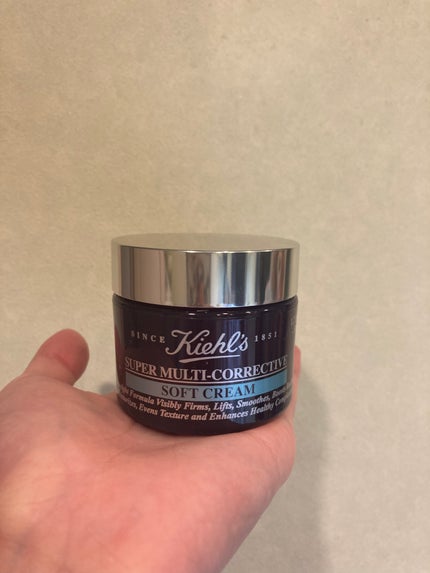 SINCE Kiehl's 1851
SUPER MULTI-CORRECTIVE
SOFT CREAM
Formula Visibly Firms, Lifts, Smoothes,
Evens Texture and Enhances Healthy